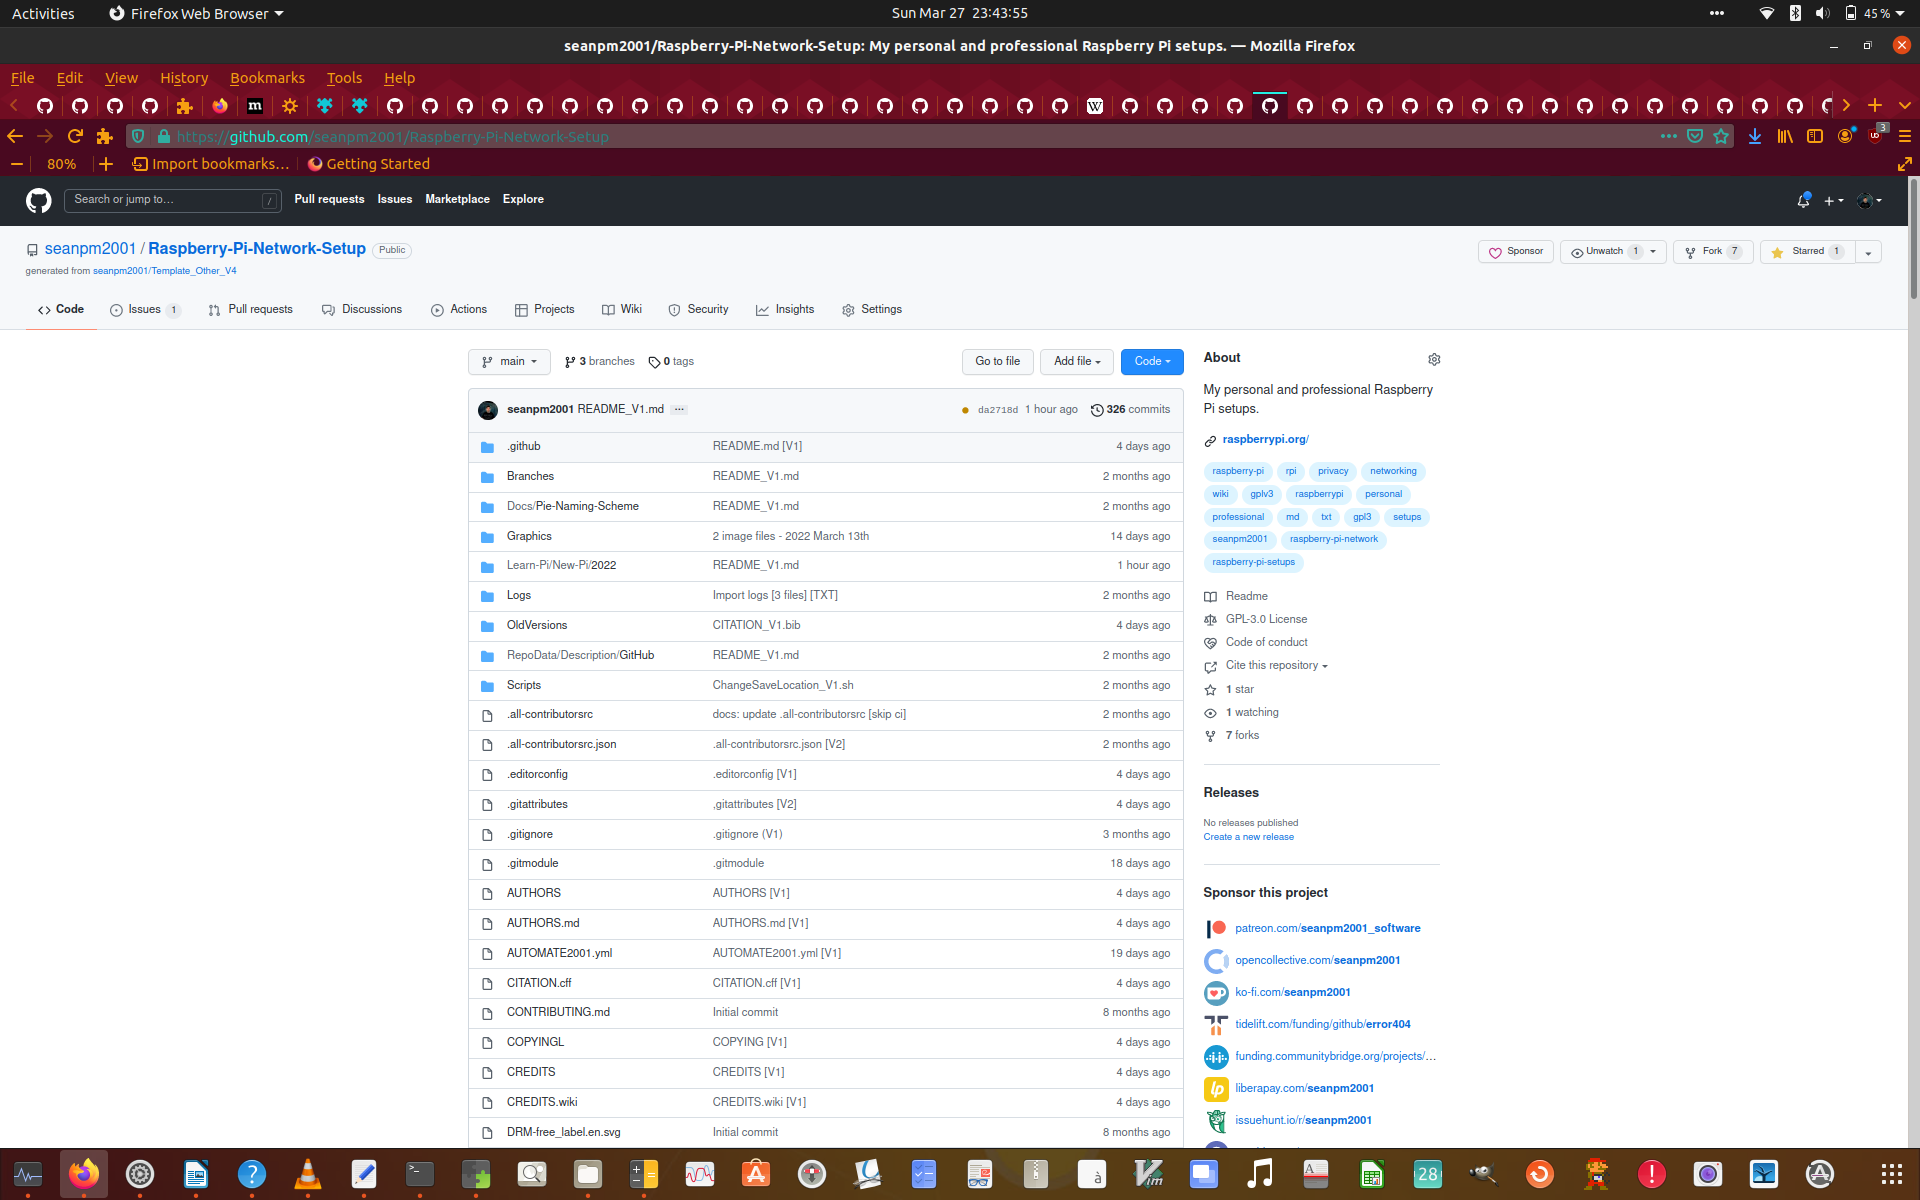 Activities Firefox Web Browser Sun Mar 27 23:43:55 45 %
seanpm2001/Raspberry-Pi-Network-Setup: My personal and professional Raspberry Pi setups. — Mozilla Firefox
File Edit View History Bookmarks Tools Help
https://github.com/seanpm2001/Raspberry-Pi-Network-Setup 3
80% Import bookmarks… Getting Started
Search or jump to… / Pull requests Issues Marketplace Explore
seanpm2001 / Raspberry-Pi-Network-Setup Public Sponsor Unwatch 1 Fork 7 Starred 1
generated from seanpm2001/Template_Other_V4
Code Issues 1 Pull requests Discussions Actions Projects Wiki Security Insights Settings
main 3 branches 0 tags Go to file Add file Code
seanpm2001 README_V1.md ... da2718d 1 hour ago 326 commits
.github README.md [V1] 4 days ago
Branches README_V1.md 2 months ago
Docs/Pie-Naming-Scheme README_V1.md 2 months ago
Graphics 2 image files - 2022 March 13th 14 days ago
Learn-Pi/New-Pi/2022 README_V1.md 1 hour ago
Logs Import logs [3 files] [TXT] 2 months ago
OldVersions CITATION_V1.bib 4 days ago
RepoData/Description/GitHub README_V1.md 2 months ago
Scripts ChangeSaveLocation_V1.sh 2 months ago
.all-contributorsrc docs: update .all-contributorsrc [skip ci] 2 months ago
.all-contributorsrc.json .all-contributorsrc.json [V2] 2 months ago
.editorconfig .editorconfig [V1] 4 days ago
.gitattributes ,gitattributes [V2] 4 days ago
.gitignore .gitignore (V1) 3 months ago
.gitmodule .gitmodule 18 days ago
AUTHORS AUTHORS [V1] 4 days ago
AUTHORS.md AUTHORS.md [V1] 4 days ago
AUTOMATE2001.yml AUTOMATE2001.yml [V1] 19 days ago
CITATION.cff CITATION.cff [V1] 4 days ago
CONTRIBUTING.md Initial commit 8 months ago
COPYINGL COPYING [V1] 4 days ago
CREDITS CREDITS [V1] 4 days ago
CREDITS.wiki CREDITS.wiki [V1] 4 days ago
DRM-free_label.en.svg Initial commit 8 months ago
About
My personal and professional Raspberry
Pi setups.
raspberrypi.org/
raspberry-pi rpi privacy networking
wiki gplv3 raspberrypi personal
professional md txt gpl3 setups
seanpm2001 raspberry-pi-network
raspberry-pi-setups
Readme
GPL-3.0 License
Code of conduct
Cite this repository
1 star
1 watching
7 forks
Releases
No releases published
Create a new release
Sponsor this project
patreon.com/seanpm2001_software
opencollective.com/seanpm2001
ko-fi.com/seanpm2001
tidelift.com/funding/github/error404
funding.communitybridge.org/projects/…
liberapay.com/seanpm2001
issuehunt.io/r/seanpm2001